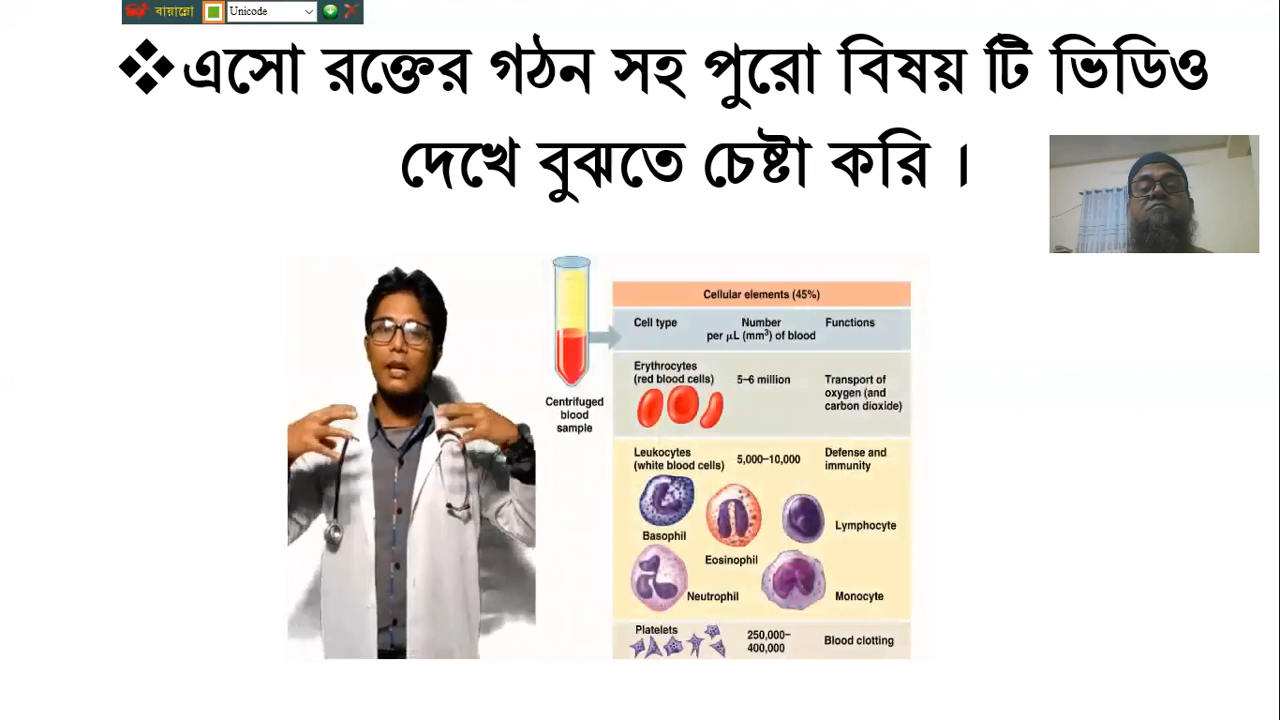 বায়ান্নো Unicode
❖এসো রক্তের গঠন সহ পুরো বিষয় টি ভিডিও
দেখে বুঝতে চেষ্টা করি ।
Centrifuged
blood
sample
Cellular elements (45%)
Cell type Number Functions
per µL (mm³) of blood
Erythrocytes
(red blood cells) 5–6 million Transport of
oxygen (and
carbon dioxide)
Leukocytes
(white blood cells) 5,000–10,000 Defense and
immunity
Basophil
Eosinophil
Lymphocyte
Neutrophil
Monocyte
Platelets 250,000–
400,000 Blood clotting